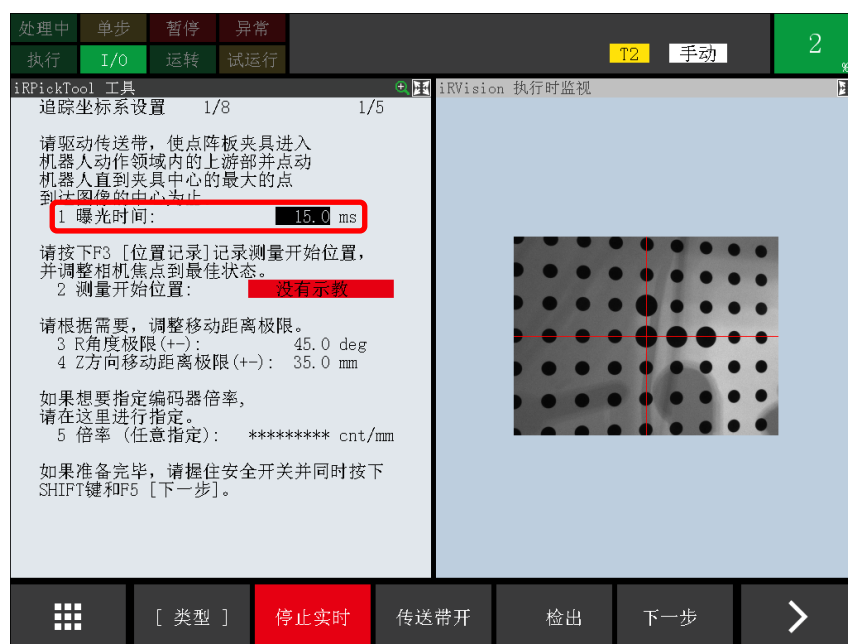 处理中 单步 暂停 异常
执行 I/O 运转 试运行
T2 手动
2
%
iRPickTool 工具
iRVision 执行时监视
追踪坐标系设置 1/8 1/5
请驱动传送带，使点阵板夹具进入
机器人动作领域内的上游部并点动
机器人直到夹具中心的最大的点
到达图像的中心为止
1 曝光时间: 15.0 ms
请按下F3 [位置记录]记录测量开始位置，
并调整相机焦点到最佳状态。
2 测量开始位置: 没有示教
请根据需要，调整移动距离极限。
3 R角度极限(+-): 45.0 deg
4 Z方向移动距离极限(+-): 35.0 mm
如果想要指定编码器倍率，
请在这里进行指定。
5 倍率 (任意指定): ********* cnt/mm
如果准备完毕，请握住安全开关并同时按下
SHIFT键和F5 [下一步]。
[ 类型 ] 停止实时 传送带开 检出 下一步